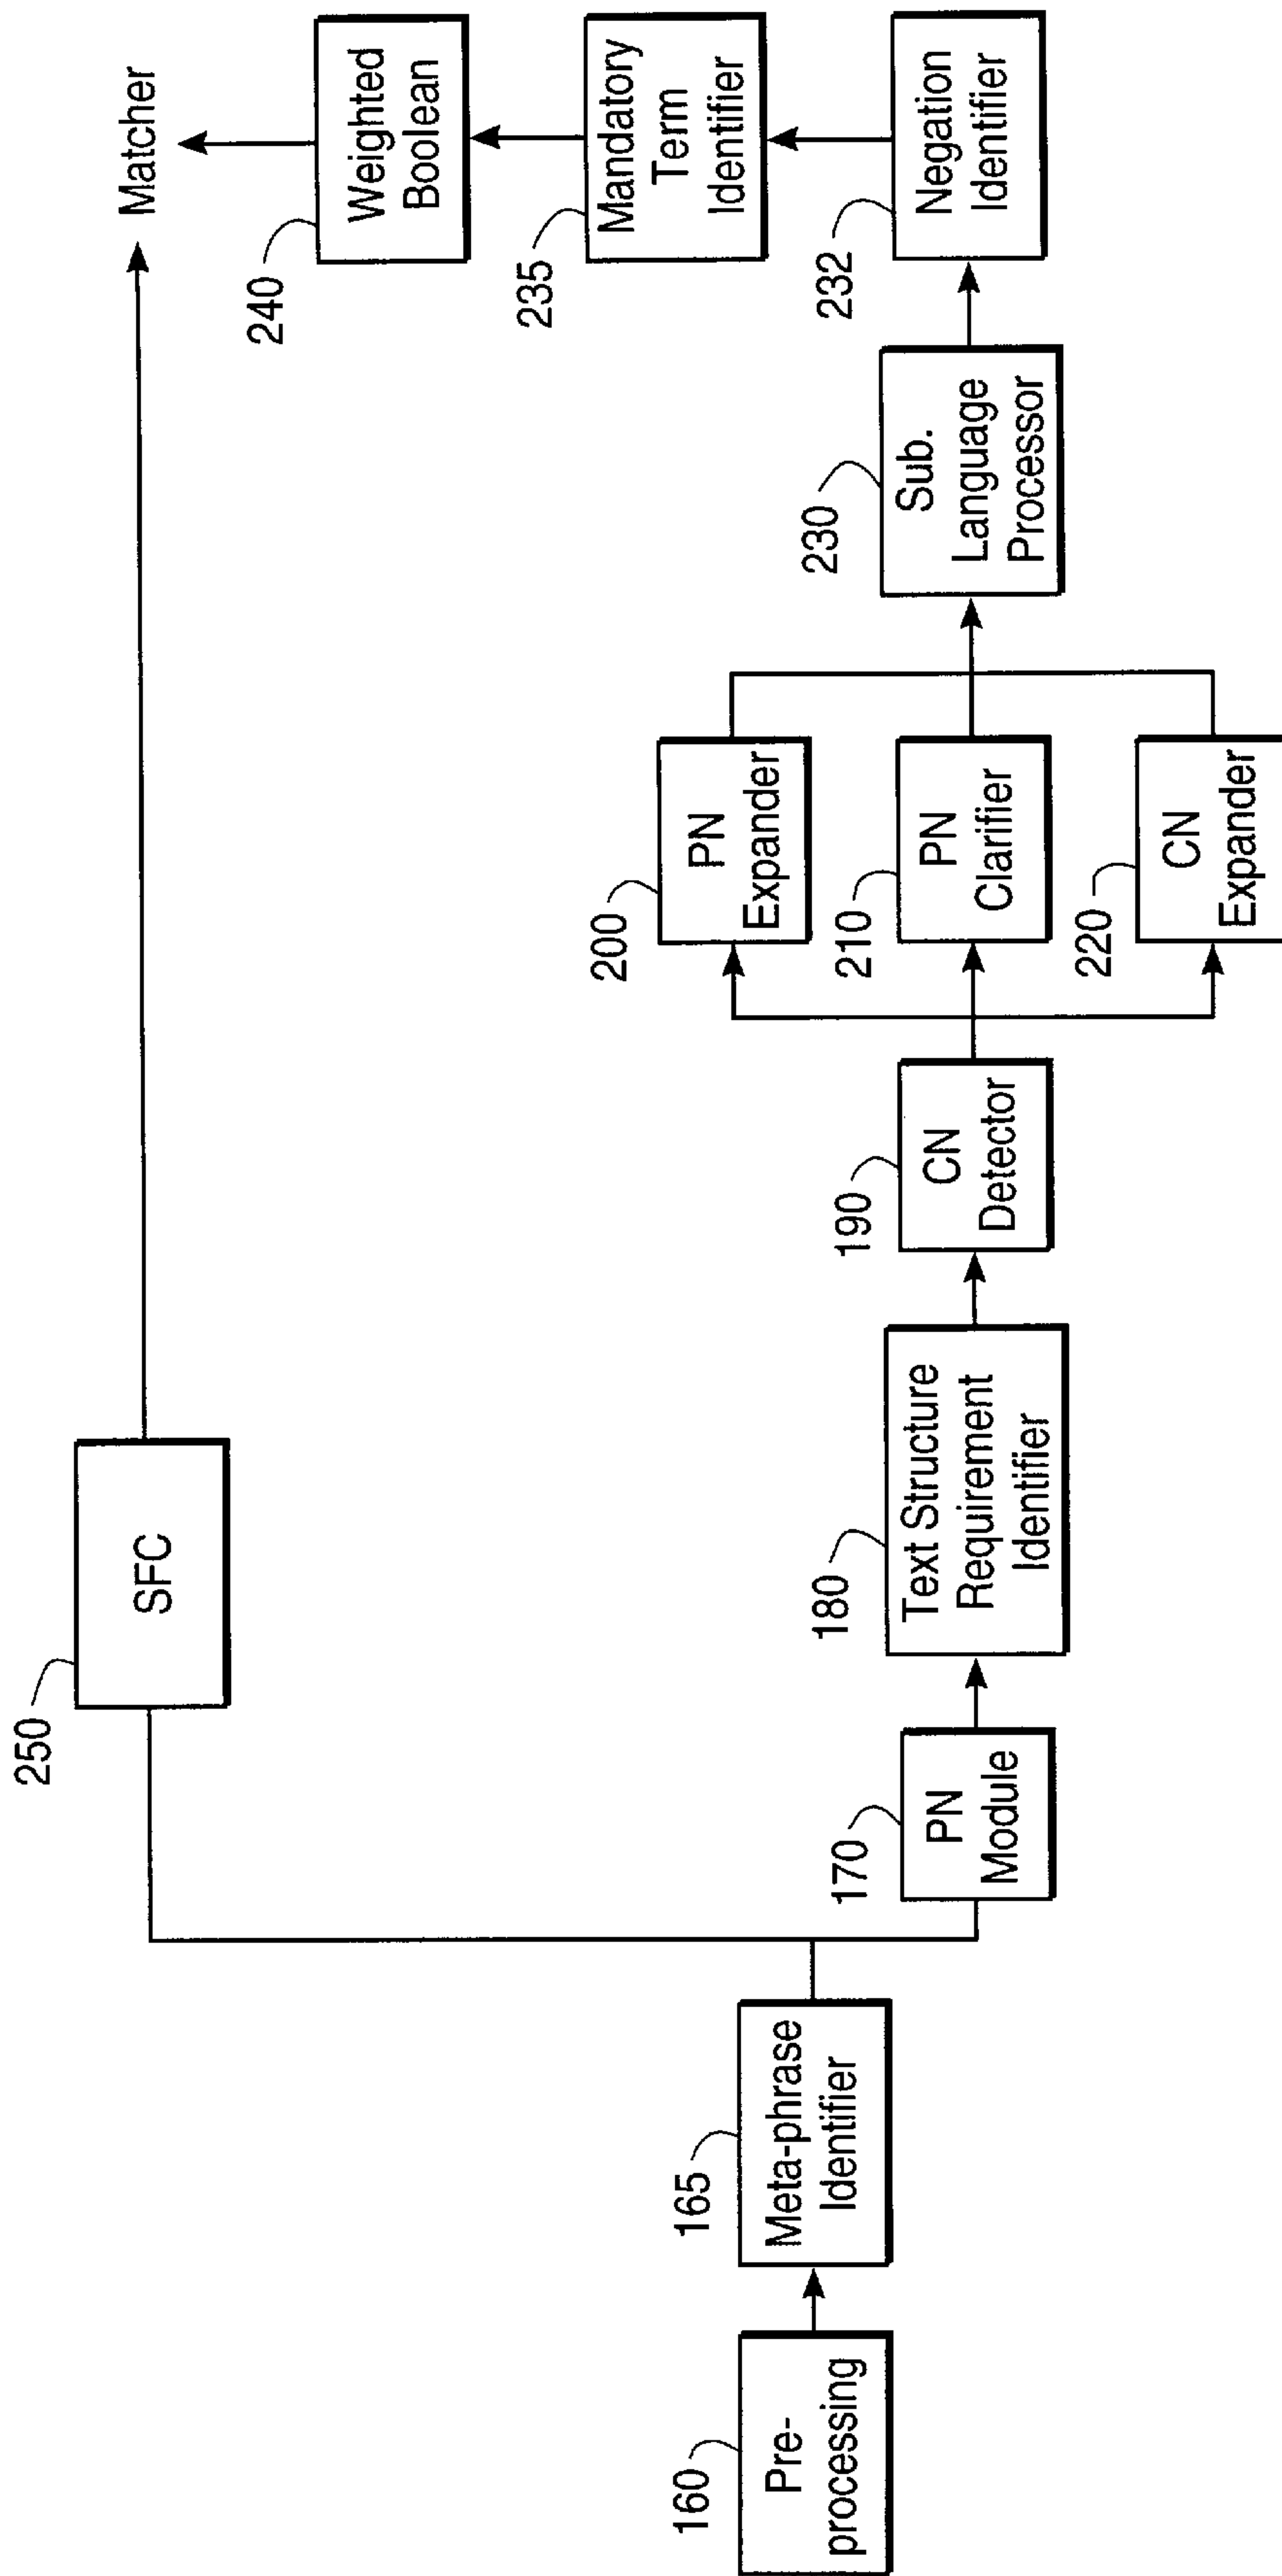 160
Pre-
processing
165
Meta-phrase
Identifier
250
SFC
170
PN
Module
180
Text Structure
Requirement
Identifier
190
CN
Detector
200
PN
Expander
210
PN
Clarifier
220
CN
Expander
230
Sub.
Language
Processor
232
Negation
Identifier
235
Mandatory
Term
Identifier
240
Weighted
Boolean
Matcher